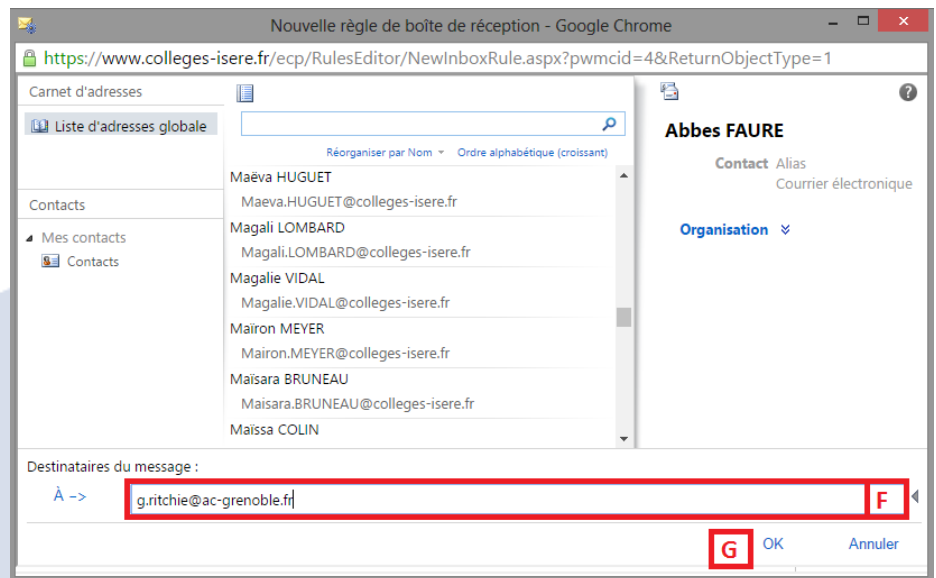 Nouvelle règle de boîte de réception - Google Chrome
https://www.colleges-isere.fr/ecp/RulesEditor/NewInboxRule.aspx?pwmcid=4&ReturnObjectType=1
Carnet d'adresses
Liste d'adresses globale
Contacts
Mes contacts
Contacts
Réorganiser par Nom Ordre alphabétique (croissant)
Maëva HUGUET
Maeva.HUGUET@colleges-isere.fr
Magali LOMBARD
Magali.LOMBARD@colleges-isere.fr
Magalie VIDAL
Magalie.VIDAL@colleges-isere.fr
Maïron MEYER
Mairon.MEYER@colleges-isere.fr
Maïsara BRUNEAU
Maisara.BRUNEAU@colleges-isere.fr
Maïssa COLIN
?
Abbes FAURE
Contact Alias
Courrier électronique
Organisation
Destinataires du message :
À –> g.ritchie@ac-grenoble.fr F
G OK Annuler